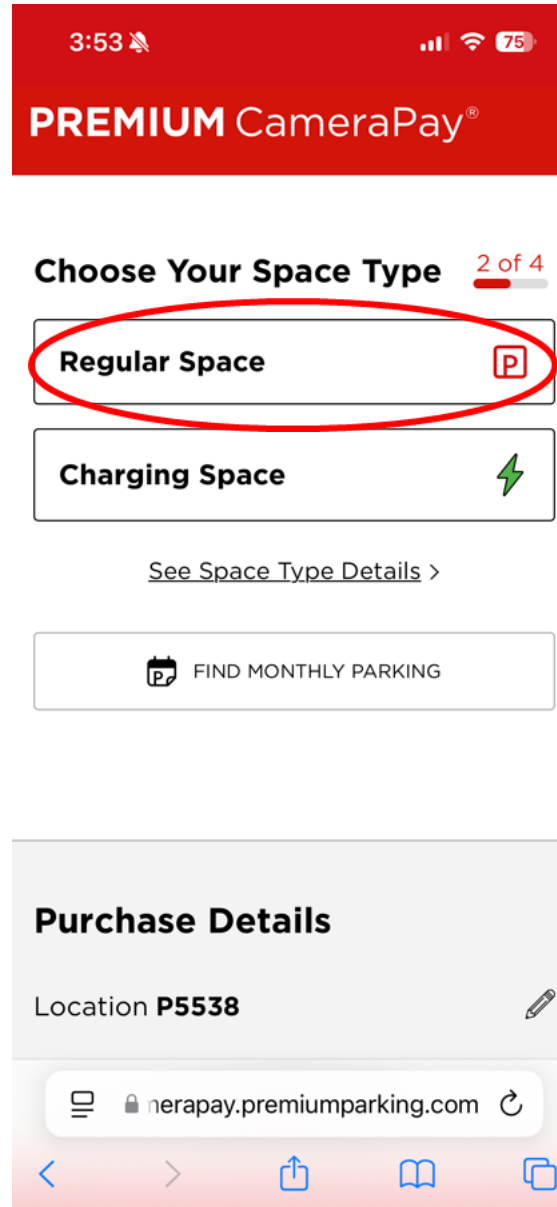 3:53
75
PREMIUM CameraPay®
Choose Your Space Type
2 of 4
Regular Space
P
Charging Space
See Space Type Details >
P
FIND MONTHLY PARKING
Purchase Details
Location P5538
nerapay.premiumparking.com